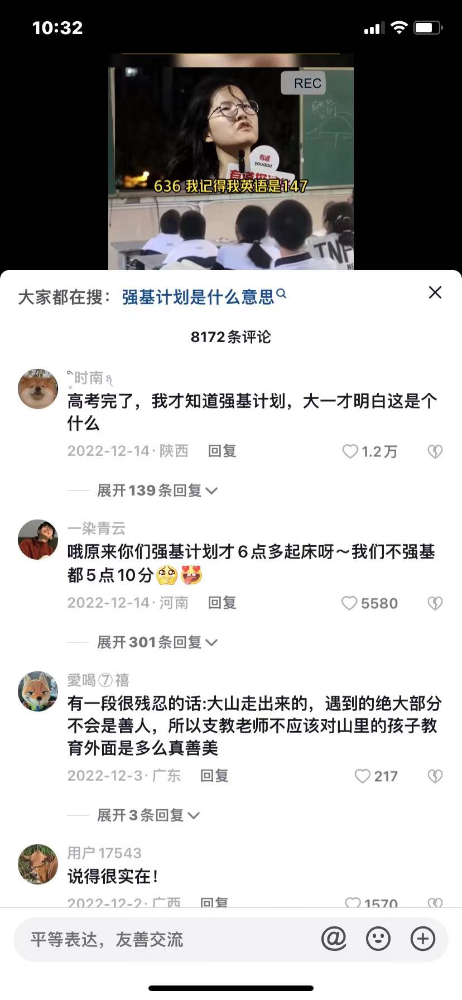 10:32
REC
有道
youdao
636 我记得我英语是147
TNF
NE
大家都在搜：强基计划是什么意思
8172条评论
时南
高考完了，我才知道强基计划，大一才明白这是个
什么
2022-12-14·陕西 回复 1.2万
展开139条回复
一染青云
哦原来你们强基计划才6点多起床呀～我们不强基
都5点10分🥺😍
2022-12-14·河南 回复 5580
展开301条回复
愛喝⑦禧
有一段很残忍的话:大山走出来的，遇到的绝大部分
不会是善人，所以支教老师不应该对山里的孩子教
育外面是多么真善美
2022-12-3·广东 回复 217
展开3条回复
用户17543
说得很实在！
2022-12-2·广西 回复 1570
平等表达，友善交流